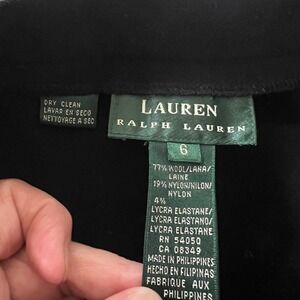 DRY CLEAN
LAVAR EN SECO
NETTOYAGE A SEC
LAUREN
RALPH LAUREN
6
77% WOOL/LANA/
LAINE
19% NYLON/NILON/
NYLON
4%
LYCRA ELASTANE/
LYCRA ELASTANE/
LYCRA ELASTANE
RN 54050
CA 08349
MADE IN PHILIPPINES
HECHO EN FILIPINAS
FABRIQUE AUX
PHILIPPINES